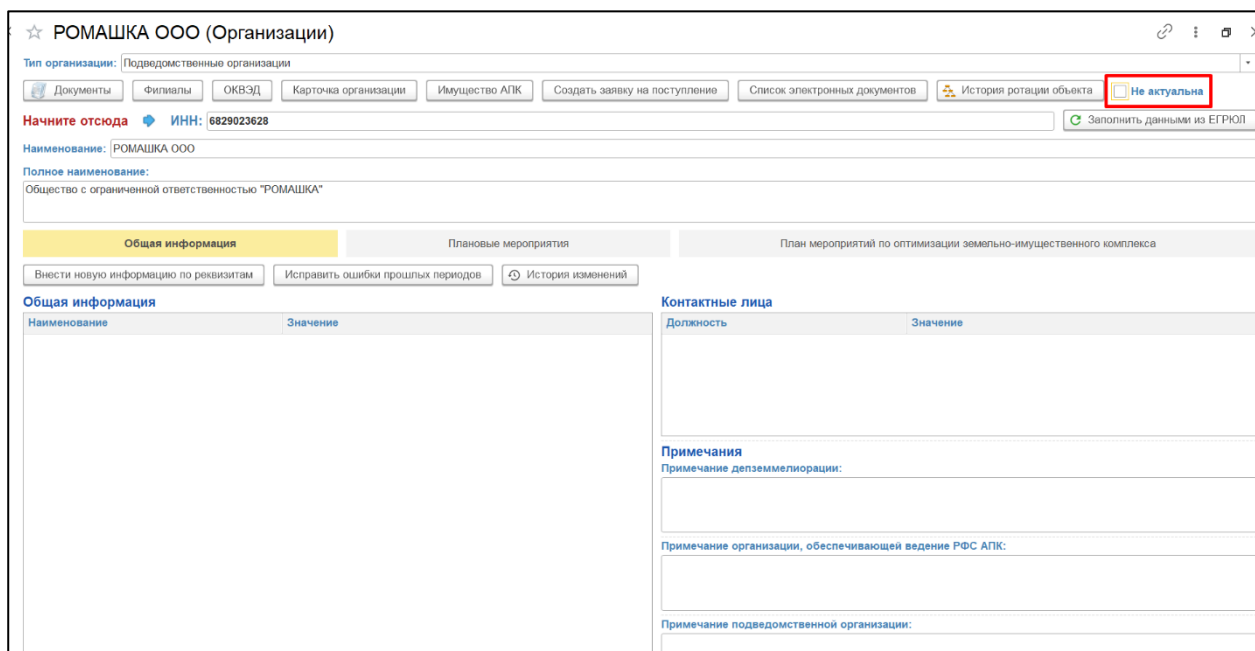 РОМАШКА ООО (Организации)
Тип организации: Подведомственные организации
Документы Филиалы ОКВЭД Карточка организации Имущество АПК Создать заявку на поступление Список электронных документов История ротации объекта Не актуальна
Начните отсюда ИНН: 6829023628 Заполнить данными из ЕГРЮЛ
Наименование: РОМАШКА ООО
Полное наименование:
Общество с ограниченной ответственностью "РОМАШКА"
Общая информация Плановые мероприятия План мероприятий по оптимизации земельно-имущественного комплекса
Внести новую информацию по реквизитам Исправить ошибки прошлых периодов История изменений
Общая информация Контактные лица
Наименование Значение Должность Значение
Примечания
Примечание депземмелиорации:
Примечание организации, обеспечивающей ведение РФС АПК:
Примечание подведомственной организации: